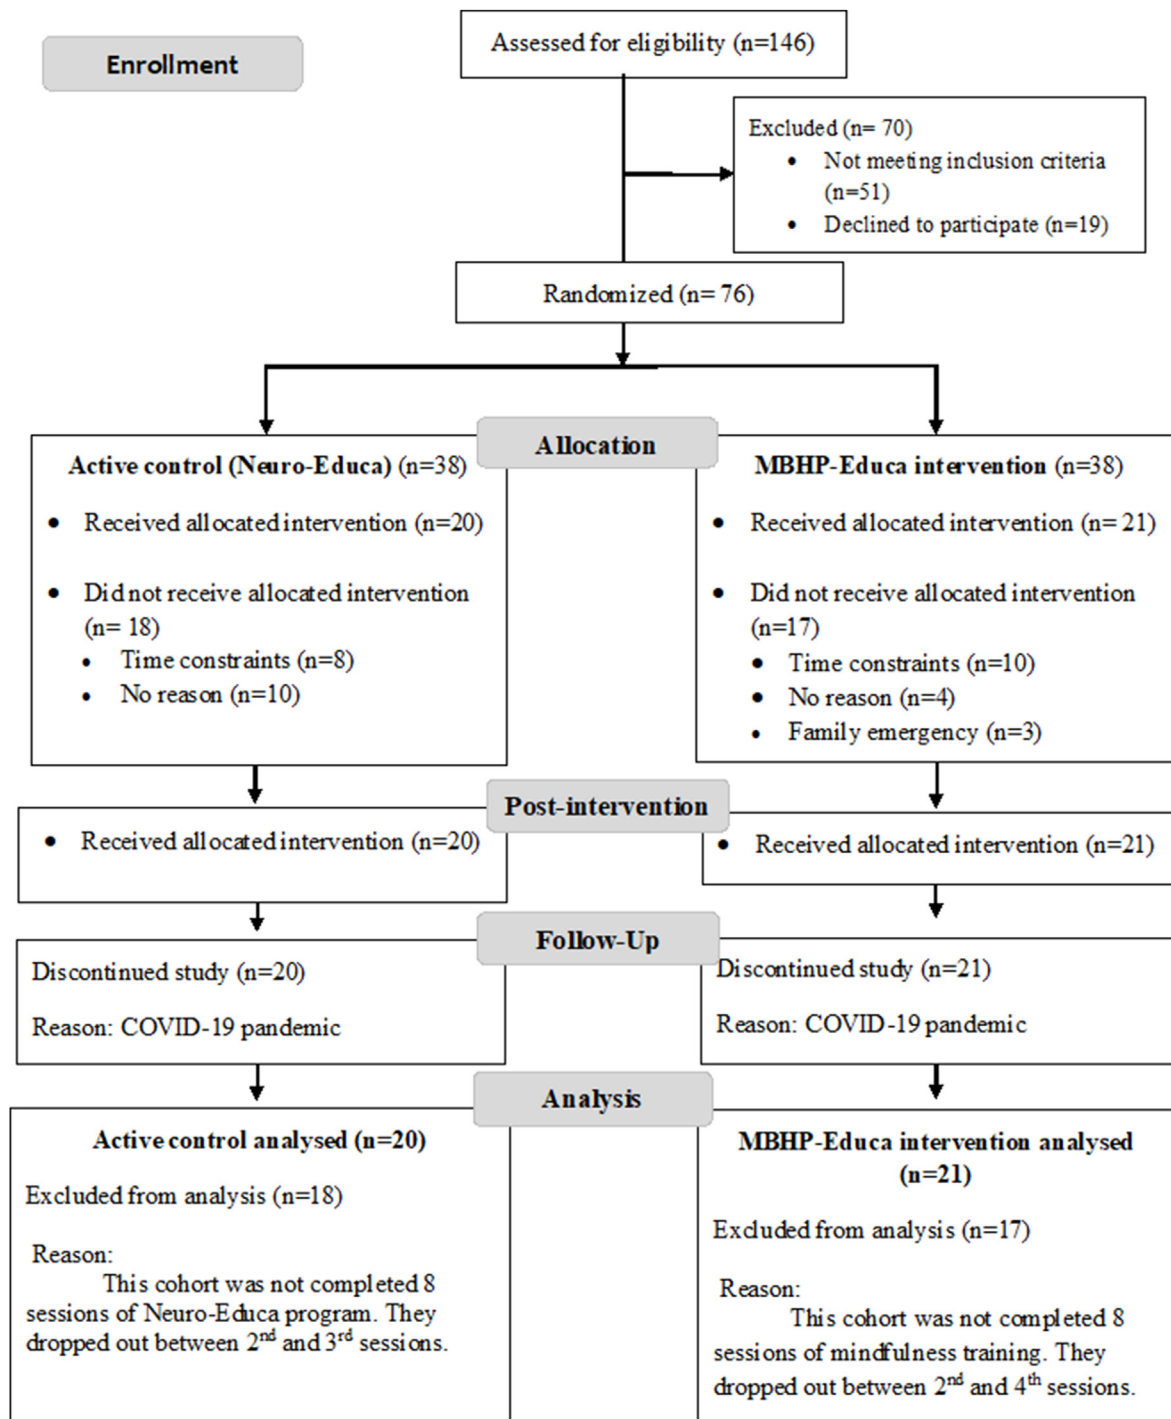 Enrollment
Assessed for eligibility (n=146)
Excluded (n= 70)
• Not meeting inclusion criteria
(n=51)
• Declined to participate (n=19)
Randomized (n= 76)
Allocation
Active control (Neuro-Educa) (n=38)
• Received allocated intervention (n=20)
• Did not receive allocated intervention
(n= 18)
• Time constraints (n=8)
• No reason (n=10)
MBHP-Educa intervention (n=38)
• Received allocated intervention (n= 21)
• Did not receive allocated intervention
(n=17)
• Time constraints (n=10)
• No reason (n=4)
• Family emergency (n=3)
Post-intervention
• Received allocated intervention (n=20)
• Received allocated intervention (n=21)
Follow-Up
Discontinued study (n=20)
Reason: COVID-19 pandemic
Discontinued study (n=21)
Reason: COVID-19 pandemic
Analysis
Active control analysed (n=20)
Excluded from analysis (n=18)
Reason:
This cohort was not completed 8
sessions of Neuro-Educa program. They
dropped out between 2nd and 3rd sessions.
MBHP-Educa intervention analysed
(n=21)
Excluded from analysis (n=17)
Reason:
This cohort was not completed 8
sessions of mindfulness training. They
dropped out between 2nd and 4th sessions.